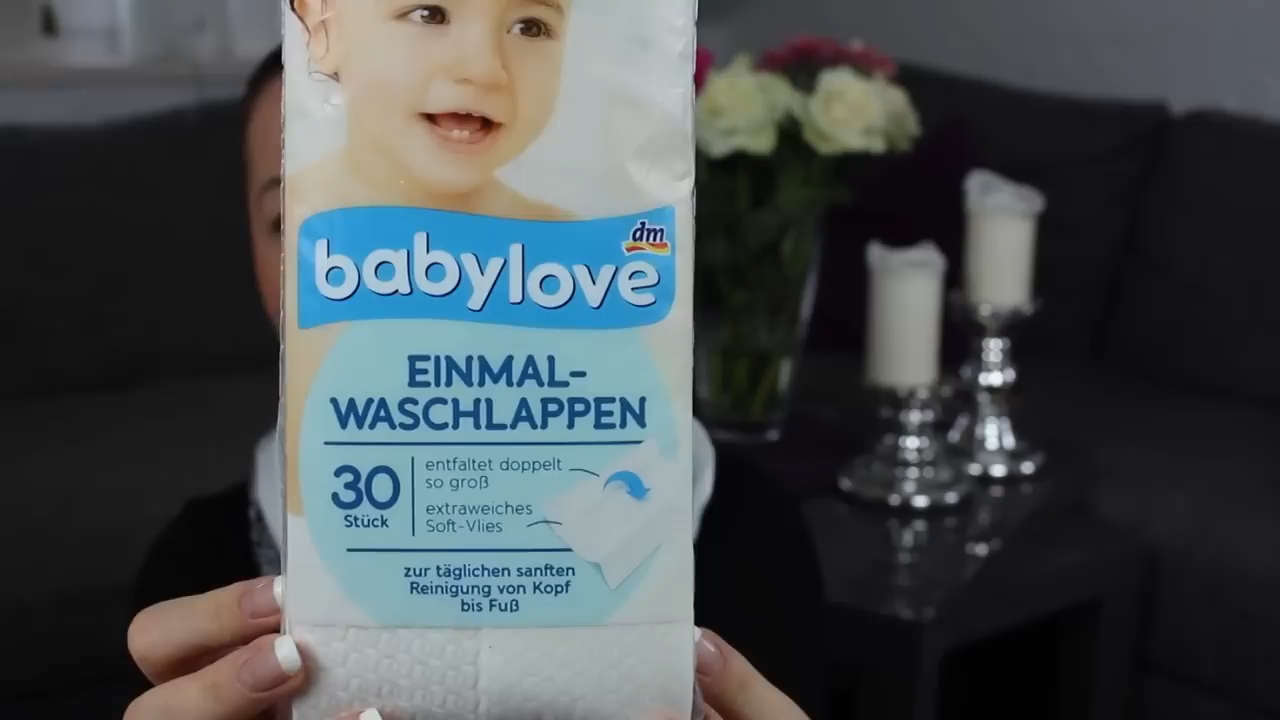 dm
babylove
EINMAL-
WASCHLAPPEN
30
Stück
entfaltet doppelt
so groß
extraweiches
Soft-Vlies
zur täglichen sanften
Reinigung von Kopf
bis Fuß